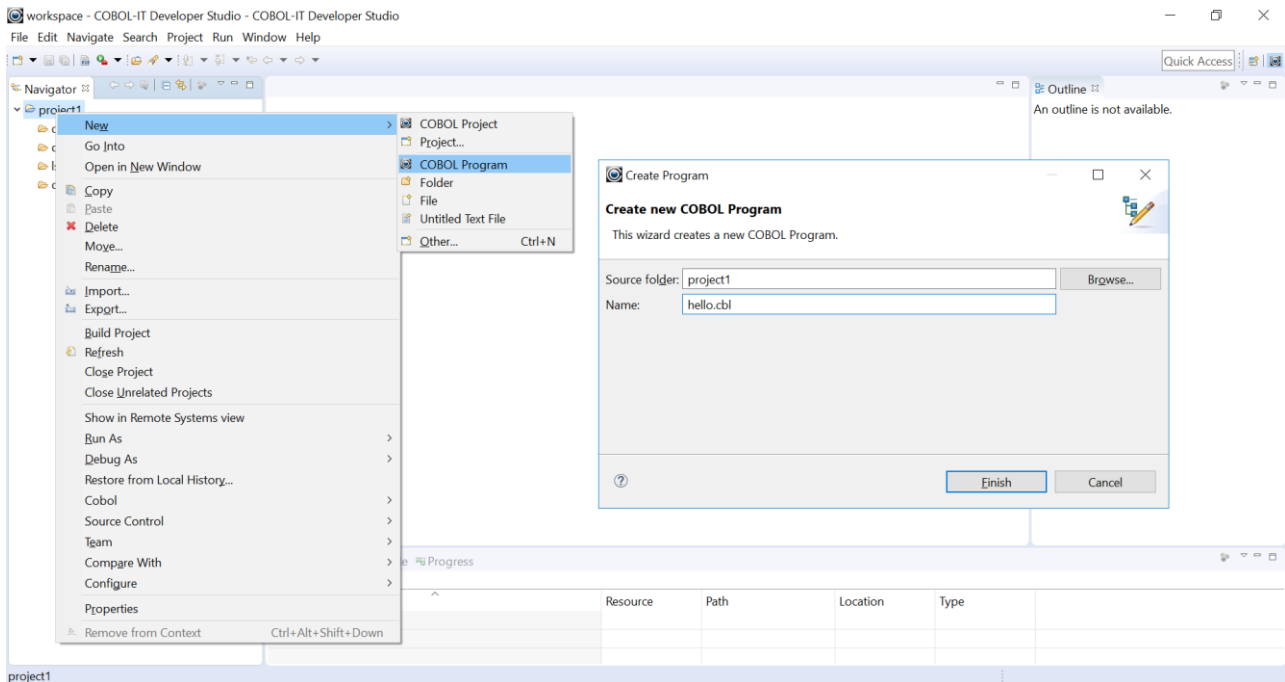 workspace - COBOL-IT Developer Studio - COBOL-IT Developer Studio
File Edit Navigate Search Project Run Window Help
Quick Access
Navigator
project1
New
Go Into
Open in New Window
Copy
Paste
Delete
Move...
Rename...
Import...
Export...
Build Project
Refresh
Close Project
Close Unrelated Projects
Show in Remote Systems view
Run As
Debug As
Restore from Local History...
Cobol
Source Control
Team
Compare With
Configure
Properties
Remove from Context Ctrl+Alt+Shift+Down
COBOL Project
Project...
COBOL Program
Folder
File
Untitled Text File
Other... Ctrl+N
Create Program
Create new COBOL Program
This wizard creates a new COBOL Program.
Source folder: project1 Browse...
Name: hello.cbl
Finish Cancel
Outline
An outline is not available.
Progress
Resource Path Location Type
project1